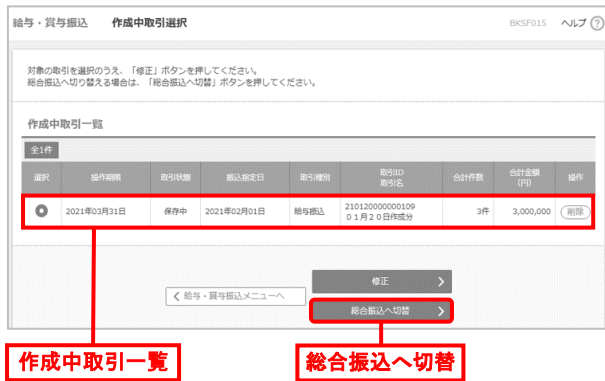 給与・賞与振込 作成中取引選択 BKSF015 ヘルプ ?
対象の取引を選択のうえ、「修正」ボタンを押してください。
総合振込へ切り替える場合は、「総合振込へ切替」ボタンを押してください。
作成中取引一覧
全1件
選択 操作期限 取引状態 振込指定日 取引種別 取引ID 合計件数 合計金額 操作
取引名 (円)
2021年03月31日 保存中 2021年02月01日 給与振込 210120000000109 3件 3,000,000 削除
01月20日作成分
修正
給与・賞与振込メニューへ
総合振込へ切替
作成中取引一覧 総合振込へ切替